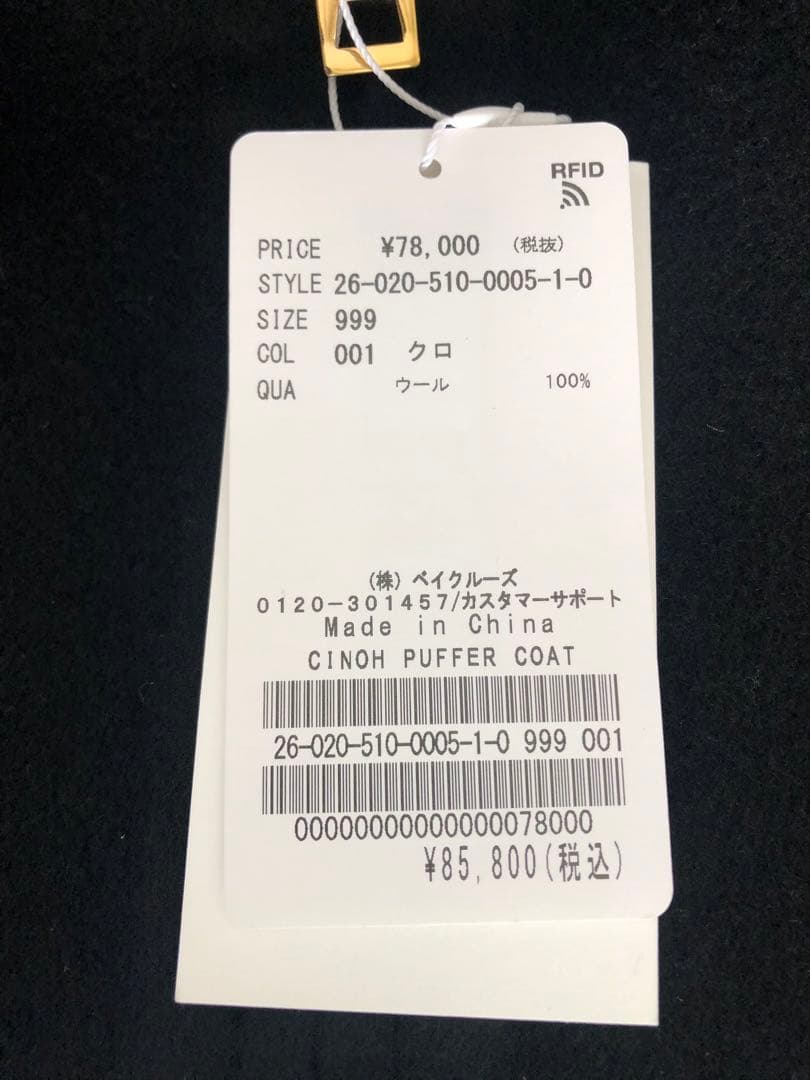 RFID
PRICE ¥78,000 (税抜)
STYLE 26-020-510-0005-1-0
SIZE 999
COL 001 クロ
QUA ウール 100%
(株) ベイクルーズ
0120-301457/カスタマーサポート
Made in China
CINOH PUFFER COAT
26-020-510-0005-1-0 999 001
00000000000000078000
¥85,800(税込)